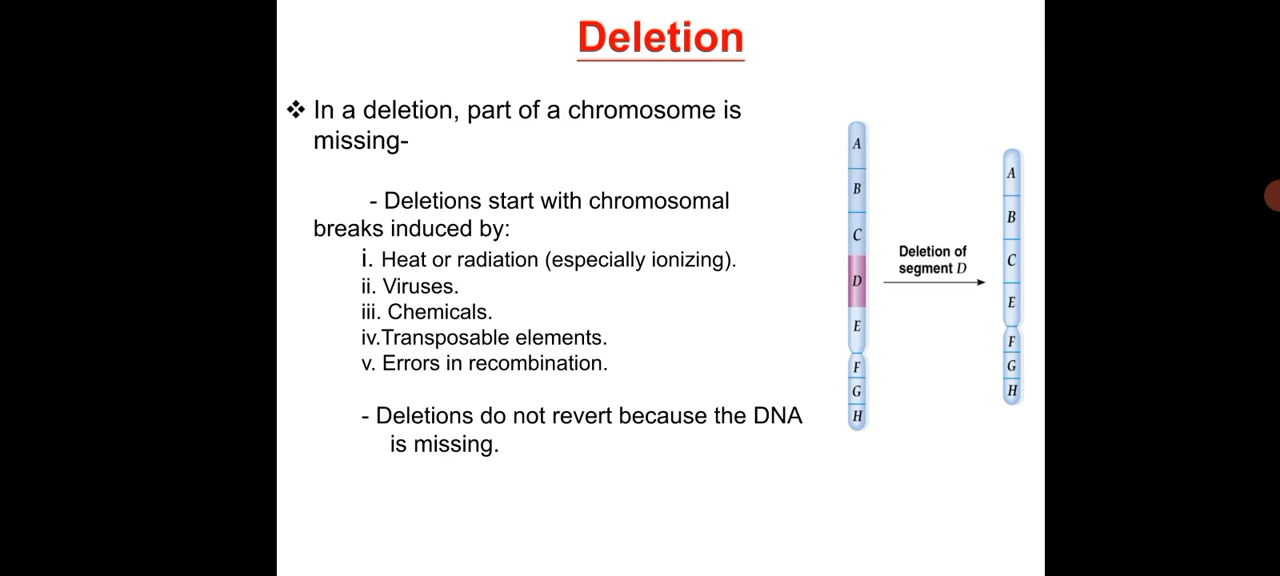 Deletion
❖ In a deletion, part of a chromosome is
missing-
- Deletions start with chromosomal
breaks induced by:
i. Heat or radiation (especially ionizing).
ii. Viruses.
iii. Chemicals.
iv.Transposable elements.
v. Errors in recombination.
- Deletions do not revert because the DNA
is missing.
A
B
C
D
E
F
G
H
Deletion of
segment D
A
B
C
E
F
G
H